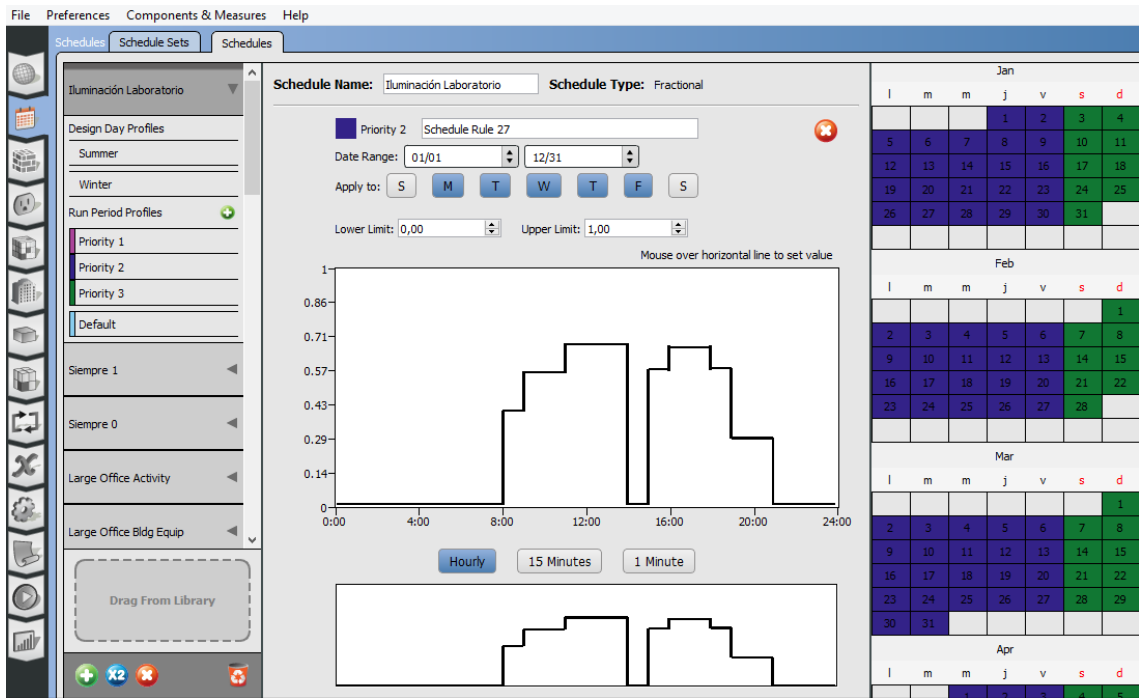 File Preferences Components & Measures Help
Schedules Schedule Sets Schedules
Iluminación Laboratorio
Design Day Profiles
Summer
Winter
Run Period Profiles
Priority 1
Priority 2
Priority 3
Default
Siempre 1
Siempre 0
Large Office Activity
Large Office Bldg Equip
Drag From Library
X2
Schedule Name: Iluminación Laboratorio Schedule Type: Fractional
Priority 2 Schedule Rule 27
Date Range: 01/01 12/31
Apply to: S M T W T F S
Lower Limit: 0,00 Upper Limit: 1,00
Mouse over horizontal line to set value
1
0.86
0.71
0.57
0.43
0.29
0.14
0
0:00 4:00 8:00 12:00 16:00 20:00 24:00
Hourly 15 Minutes 1 Minute
Jan
l m m j v s d
1 2 3 4
5 6 7 8 9 10 11
12 13 14 15 16 17 18
19 20 21 22 23 24 25
26 27 28 29 30 31
Feb
l m m j v s d
1
2 3 4 5 6 7 8
9 10 11 12 13 14 15
16 17 18 19 20 21 22
23 24 25 26 27 28
Mar
l m m j v s d
1
2 3 4 5 6 7 8
9 10 11 12 13 14 15
16 17 18 19 20 21 22
23 24 25 26 27 28 29
30 31
Apr
l m m j v s d
1 2 3 4 5